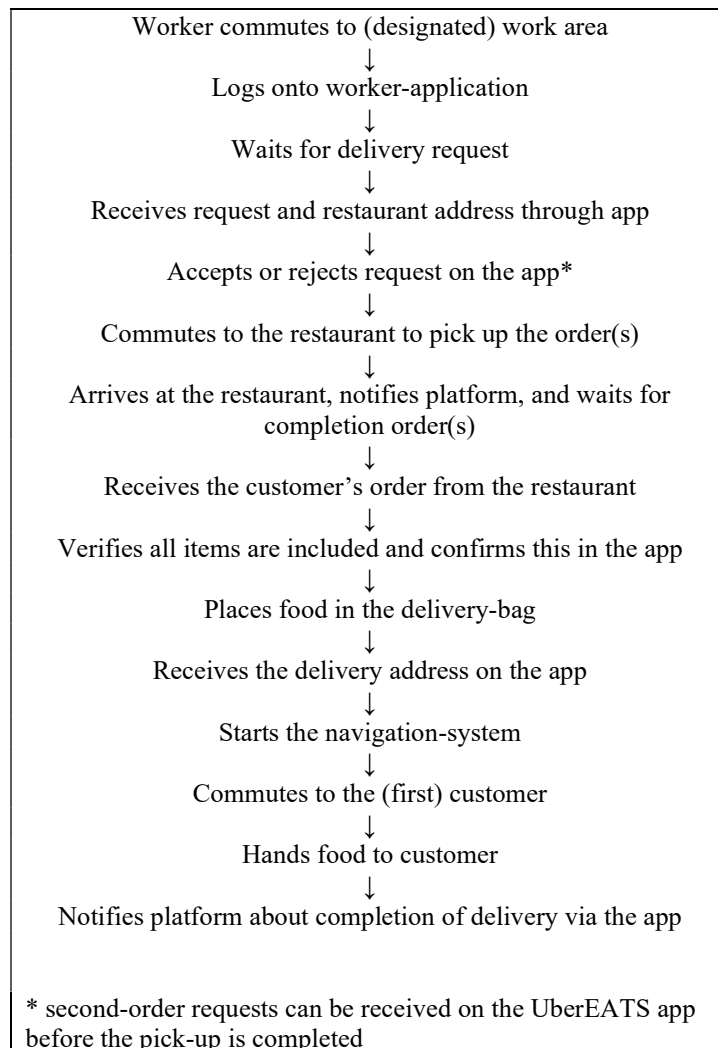 Worker commutes to (designated) work area
↓
Logs onto worker-application
↓
Waits for delivery request
↓
Receives request and restaurant address through app
↓
Accepts or rejects request on the app*
↓
Commutes to the restaurant to pick up the order(s)
↓
Arrives at the restaurant, notifies platform, and waits for
completion order(s)
↓
Receives the customer’s order from the restaurant
↓
Verifies all items are included and confirms this in the app
↓
Places food in the delivery-bag
↓
Receives the delivery address on the app
↓
Starts the navigation-system
↓
Commutes to the (first) customer
↓
Hands food to customer
↓
Notifies platform about completion of delivery via the app
* second-order requests can be received on the UberEATS app
before the pick-up is completed